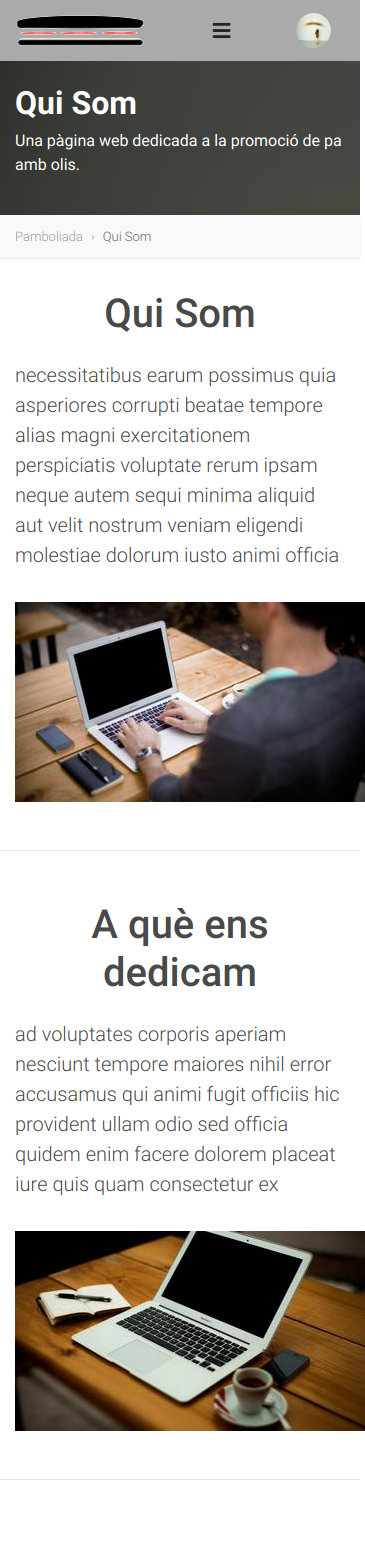 Qui Som
Una pàgina web dedicada a la promoció de pa
amb olis.
Pamboliada › Qui Som
Qui Som
necessitatibus earum possimus quia
asperiores corrupti beatae tempore
alias magni exercitationem
perspiciatis voluptate rerum ipsam
neque autem sequi minima aliquid
aut velit nostrum veniam eligendi
molestiae dolorum iusto animi officia
A què ens
dedicam
ad voluptates corporis aperiam
nesciunt tempore maiores nihil error
accusamus qui animi fugit officiis hic
provident ullam odio sed officia
quidem enim facere dolorem placeat
iure quis quam consectetur ex